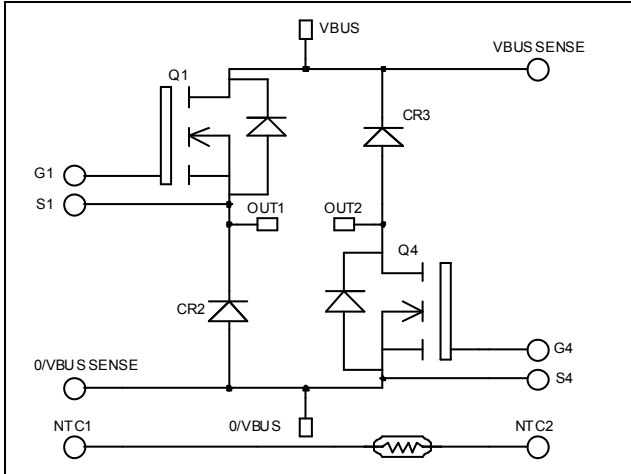 VBUS
VBUS SENSE
Q1
CR3
G1
S1
OUT1
OUT2
Q4
CR2
G4
0/VBUS SENSE
S4
NTC1
0/VBUS
NTC2